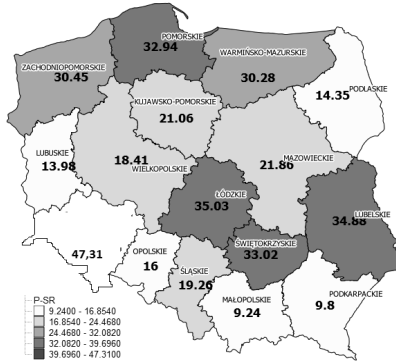 POMORSKIE
32.94
WARMIŃSKO-MAZURSKIE
30.28
ZACHODNIOPOMORSKIE
30.45
PODLASKIE
14.35
KUJAWSKO-POMORSKIE
21.06
LUBUSKIE
13.98
18.41
WIELKOPOLSKIE
MAZOWIECKIE
21.86
ŁÓDZKIE
35.03
34.88
LUBELSKIE
ŚWIĘTOKRZYSKIE
33.02
47,31
OPOLSKIE
16
ŚLĄSKIE
19.26
MAŁOPOLSKIE
9.24
PODKARPACKIE
9.8
P-SR
9.2400 - 16.8540
16.8540 - 24.4680
24.4680 - 32.0820
32.0820 - 39.6960
39.6960 - 47.3100